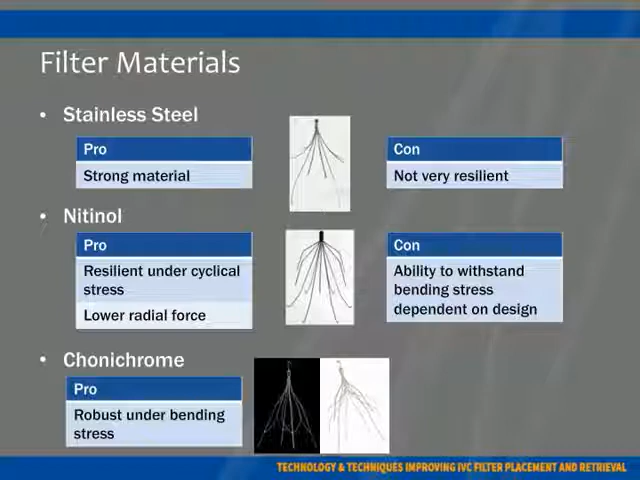 Filter Materials
• Stainless Steel
Pro
Strong material
Con
Not very resilient
• Nitinol
Pro
Resilient under cyclical
stress
Lower radial force
Con
Ability to withstand
bending stress
dependent on design
• Chonichrome
Pro
Robust under bending
stress
TECHNOLOGY & TECHNIQUES IMPROVING IVC FILTER PLACEMENT AND RETRIEVAL